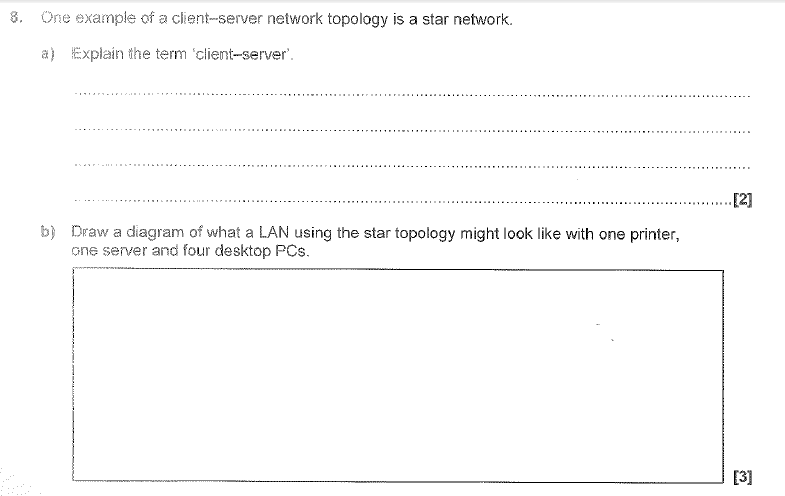 8. One example of a client–server network topology is a star network.
a) Explain the term 'client–server'.
[2]
b) Draw a diagram of what a LAN using the star topology might look like with one printer,
one server and four desktop PCs.
[3]